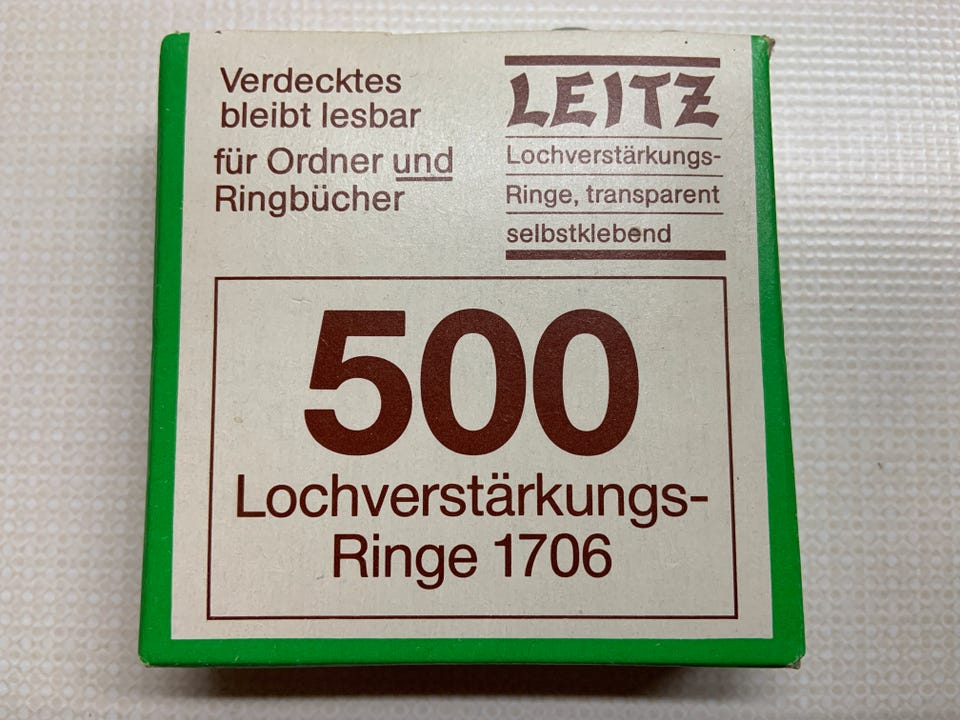 Verdecktes
bleibt lesbar
für Ordner und
Ringbücher
LEITZ
Lochverstärkungs-
Ringe, transparent
selbstklebend
500
Lochverstärkungs-
Ringe 1706